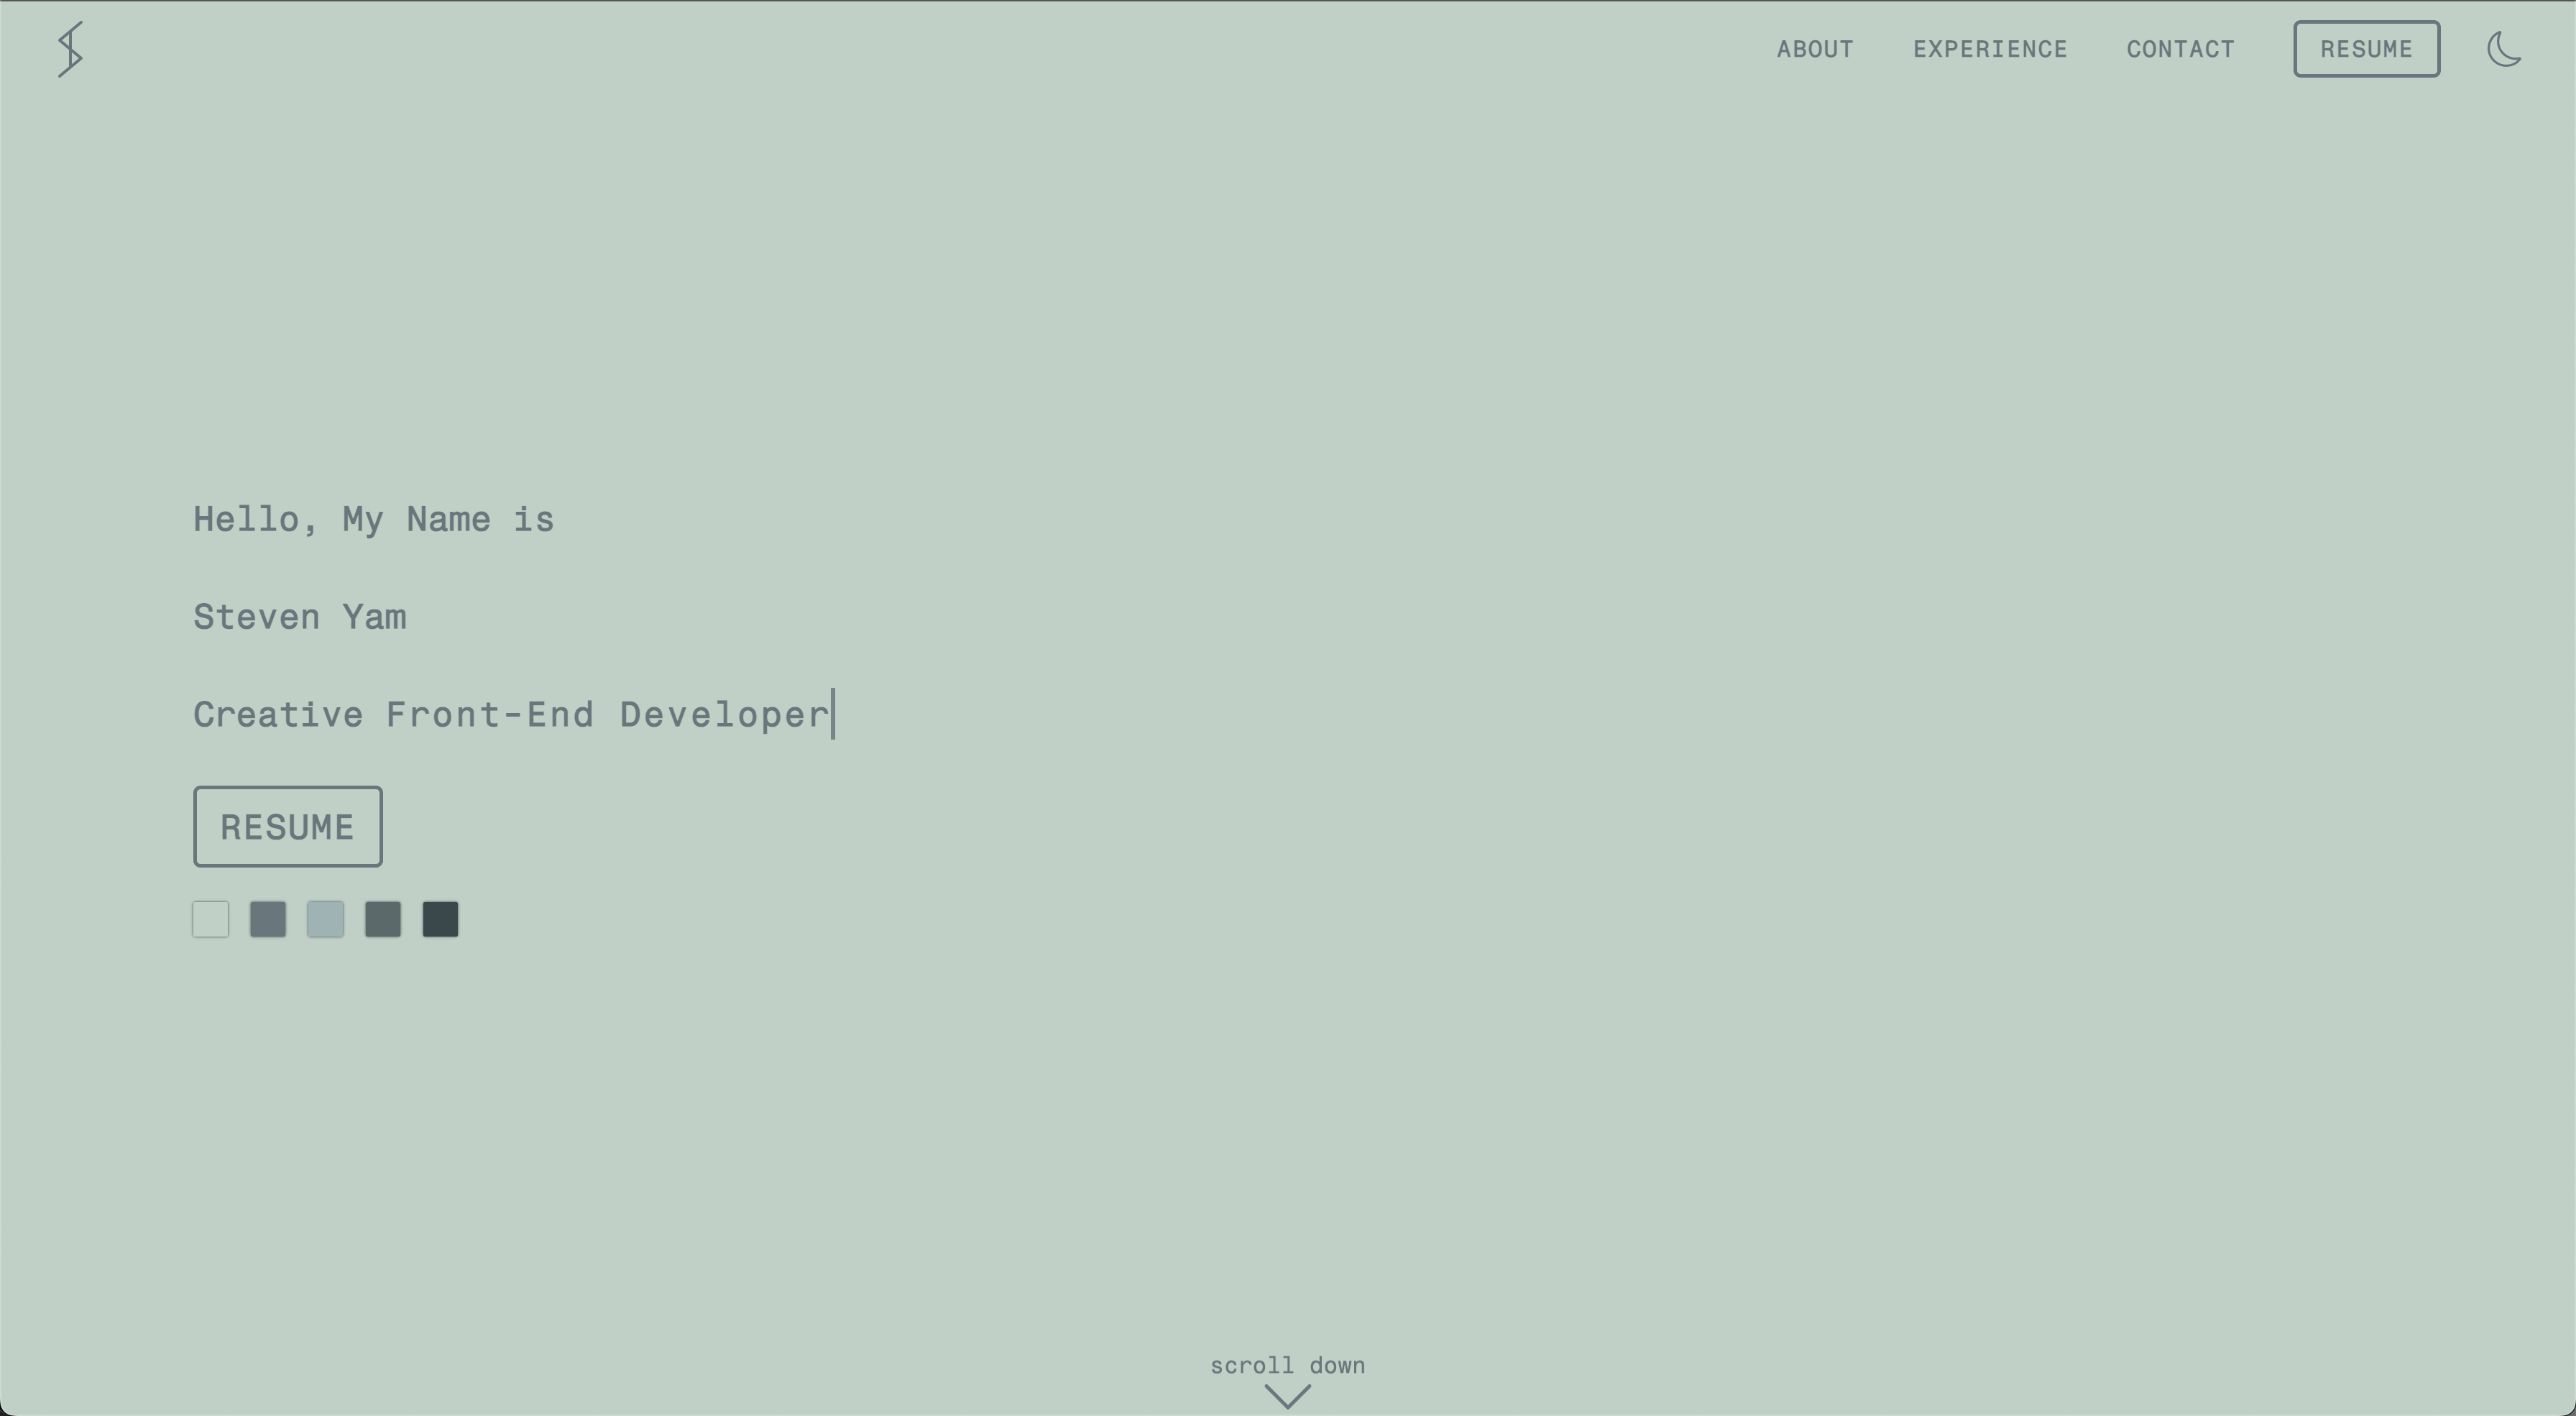 ABOUT EXPERIENCE CONTACT RESUME
Hello, My Name is
Steven Yam
Creative Front-End Developer
RESUME
scroll down